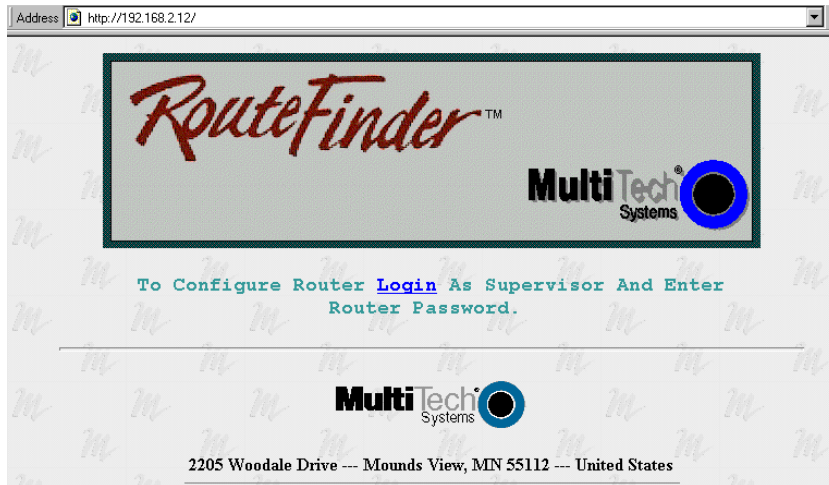 Address http://192.168.2.12/
RouteFinder™
MultiTech®
Systems
To Configure Router Login As Supervisor And Enter
Router Password.
MultiTech®
Systems
2205 Woodale Drive --- Mounds View, MN 55112 --- United States